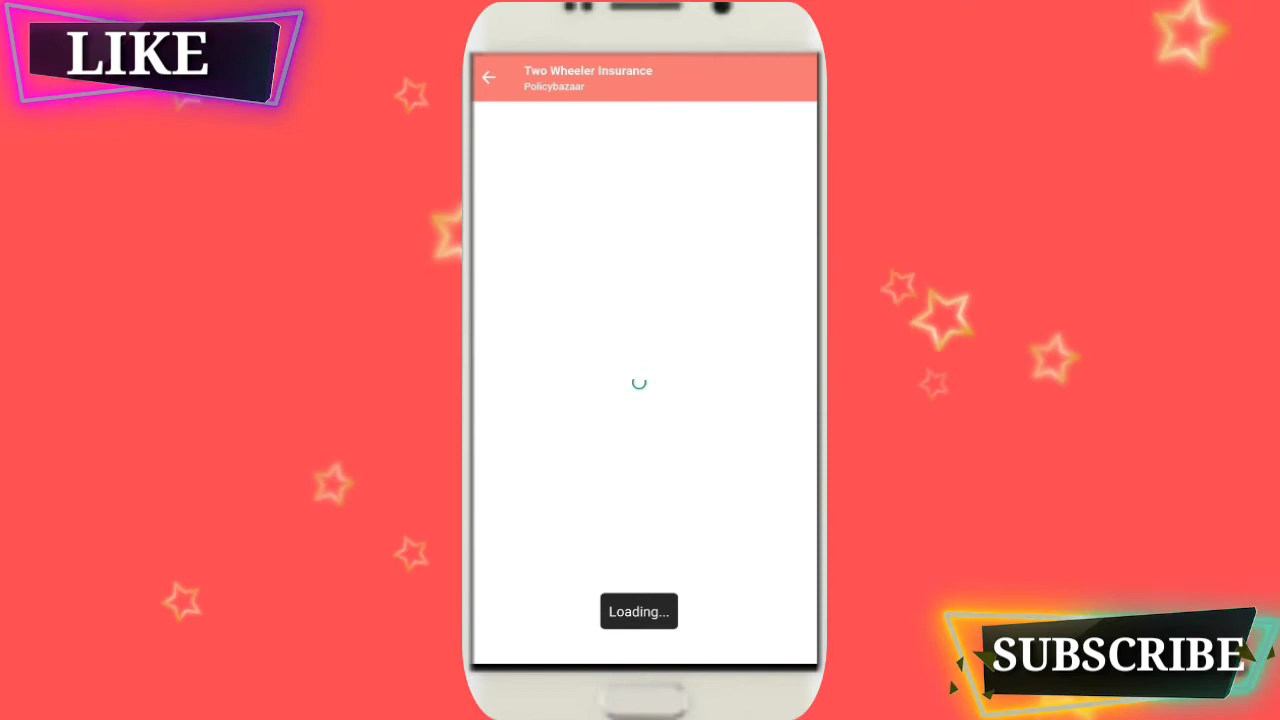 LIKE
Two Wheeler Insurance
Policybazaar
Loading...
SUBSCRIBE